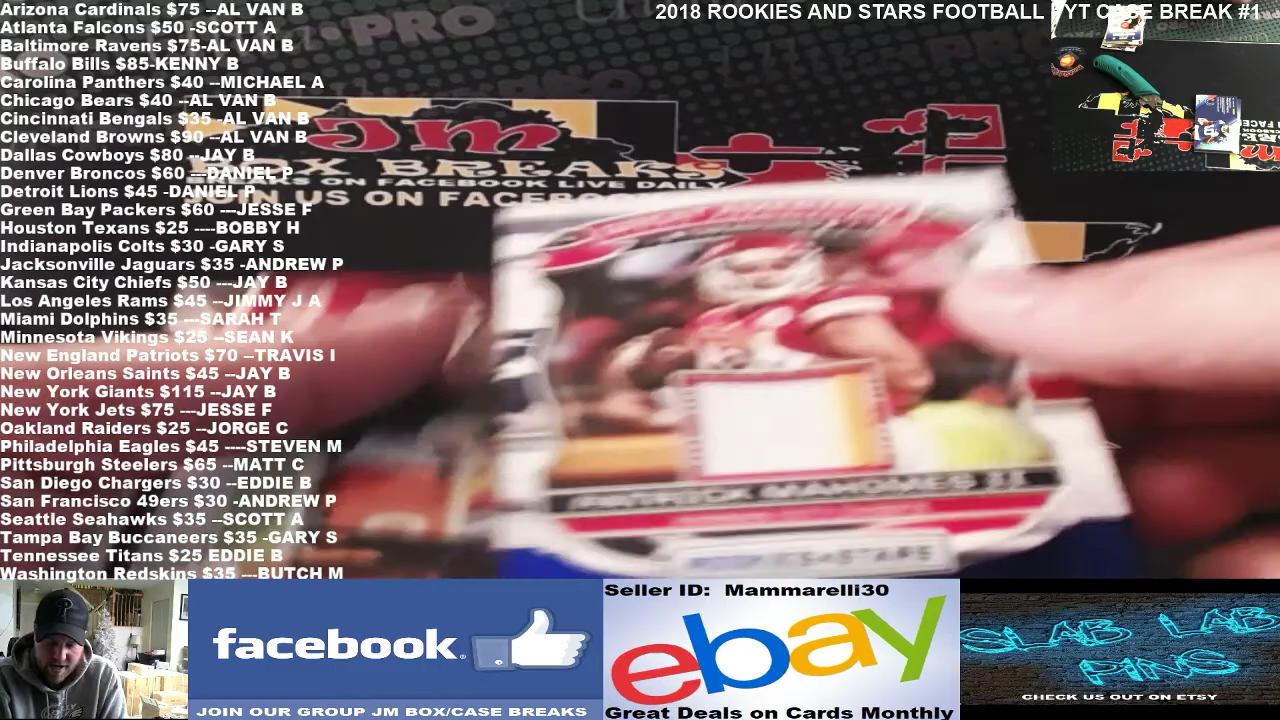 Arizona Cardinals $75 --AL VAN B
Atlanta Falcons $50 -SCOTT A
Baltimore Ravens $75-AL VAN B
Buffalo Bills $85-KENNY B
Carolina Panthers $40 --MICHAEL A
Chicago Bears $40 --AL VAN B
Cincinnati Bengals $35 -AL VAN B
Cleveland Browns $90 --AL VAN B
Dallas Cowboys $80 --JAY B
Denver Broncos $60 ---DANIEL P
Detroit Lions $45 -DANIEL P
Green Bay Packers $60 ---JESSE F
Houston Texans $25 ----BOBBY H
Indianapolis Colts $30 -GARY S
Jacksonville Jaguars $35 -ANDREW P
Kansas City Chiefs $50 ---JAY B
Los Angeles Rams $45 --JIMMY J A
Miami Dolphins $35 ---SARAH T
Minnesota Vikings $25 --SEAN K
New England Patriots $70 --TRAVIS I
New Orleans Saints $45 --JAY B
New York Giants $115 --JAY B
New York Jets $75 ---JESSE F
Oakland Raiders $25 --JORGE C
Philadelphia Eagles $45 ----STEVEN M
Pittsburgh Steelers $65 --MATT C
San Diego Chargers $30 --EDDIE B
San Francisco 49ers $30 -ANDREW P
Seattle Seahawks $35 --SCOTT A
Tampa Bay Buccaneers $35 -GARY S
Tennessee Titans $25 EDDIE B
Washington Redskins $35 ---BUTCH M
2018 ROOKIES AND STARS FOOTBALL PYT CASE BREAK #1
PRO
BREAKS
ON FACEBOOK LIVE DAILY
US ON FACEBOOK
PATRICK MAHOMES II
facebook
JOIN OUR GROUP JM BOX/CASE BREAKS
Seller ID: Mammarelli30
ebay
Great Deals on Cards Monthly
SLAB LAB
PINS
CHECK US OUT ON ETSY